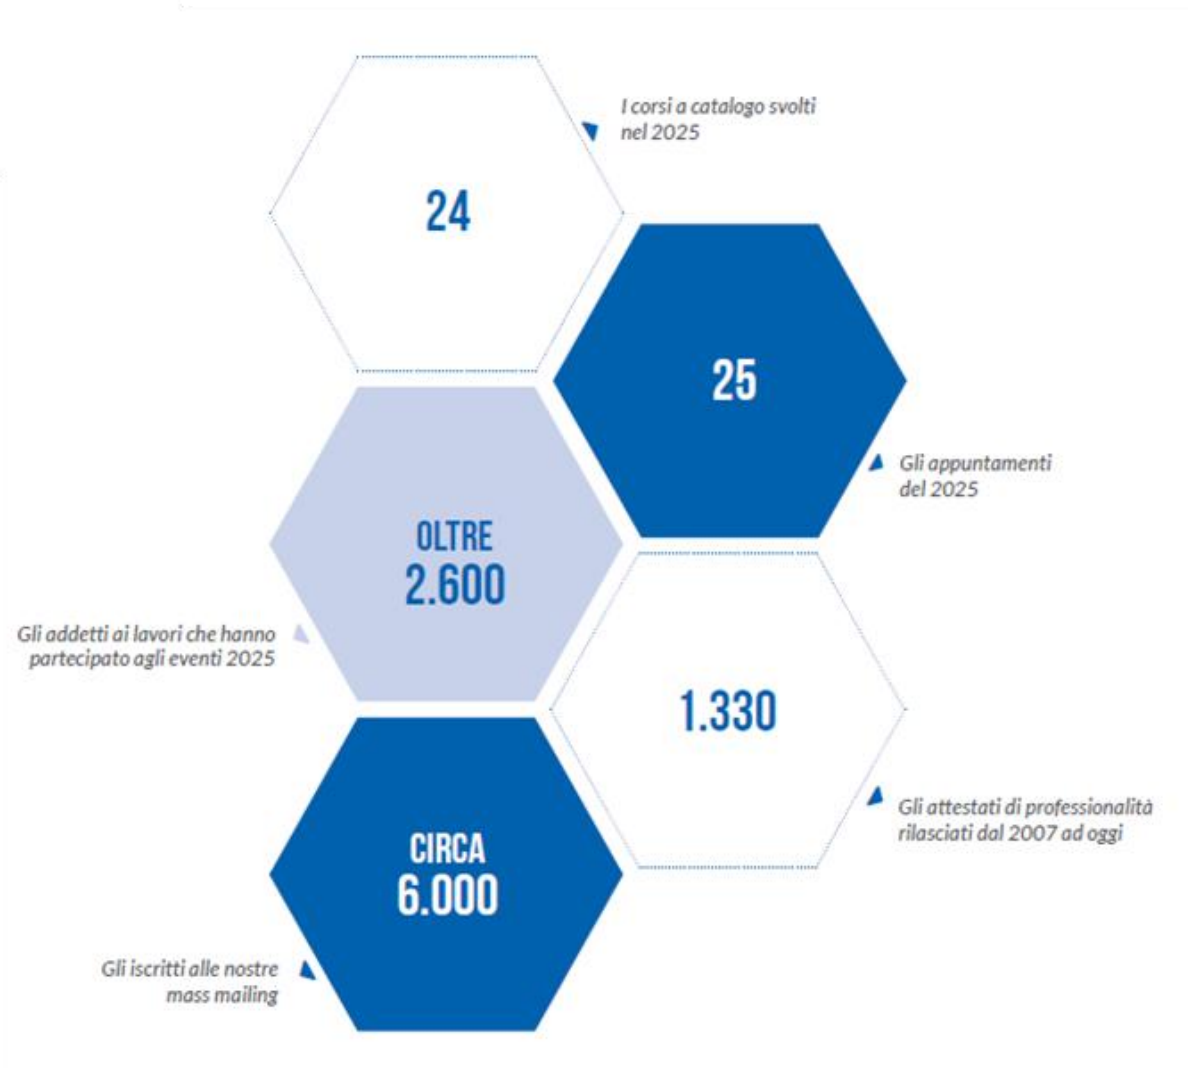 I corsi a catalogo svolti
nel 2025
24
25
Gli appuntamenti
del 2025
OLTRE
2.600
Gli addetti ai lavori che hanno
partecipato agli eventi 2025
1.330
Gli attestati di professionalità
rilasciati dal 2007 ad oggi
CIRCA
6.000
Gli iscritti alle nostre
mass mailing